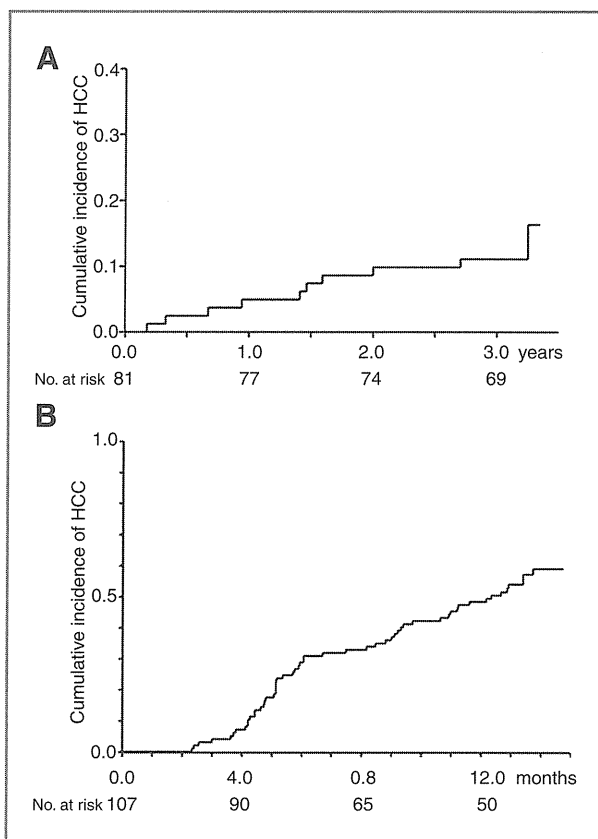 A
Cumulative incidence of HCC
0.4
0.3
0.2
0.1
0.0
0.0 1.0 2.0 3.0 years
No. at risk 81 77 74 69
B
Cumulative incidence of HCC
1.0
0.5
0.0
0.0 4.0 0.8 12.0 months
No. at risk 107 90 65 50